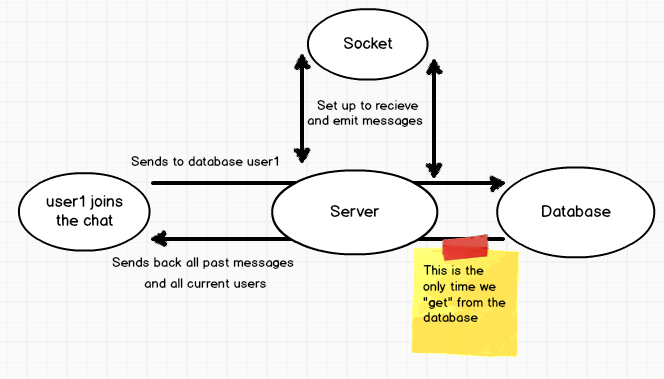 Socket
Set up to recieve
and emit messages
Sends to database user1
user1 joins
the chat
Server
Database
Sends back all past messages
and all current users
This is the
only time we
"get" from the
database